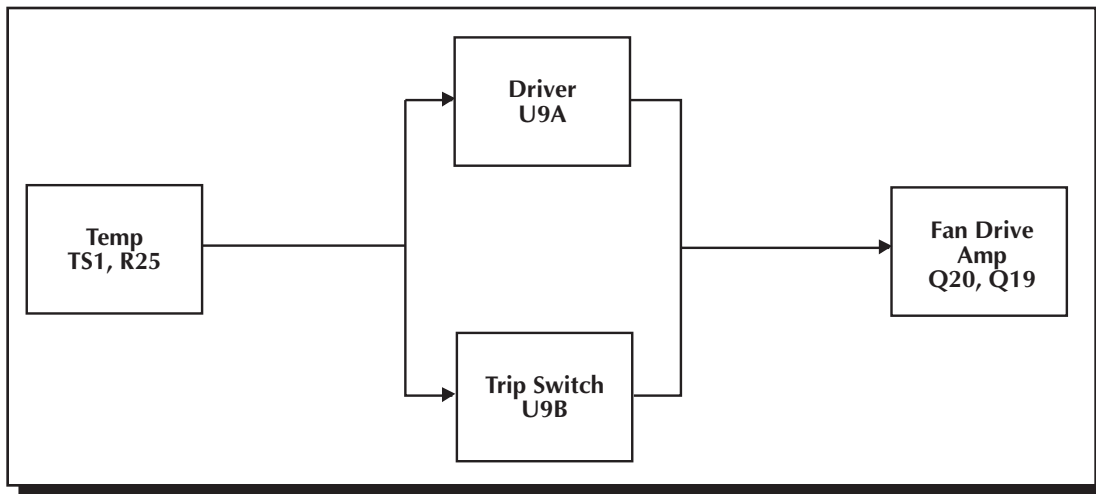 Driver
U9A
Temp
TS1, R25
Fan Drive
Amp
Q20, Q19
Trip Switch
U9B